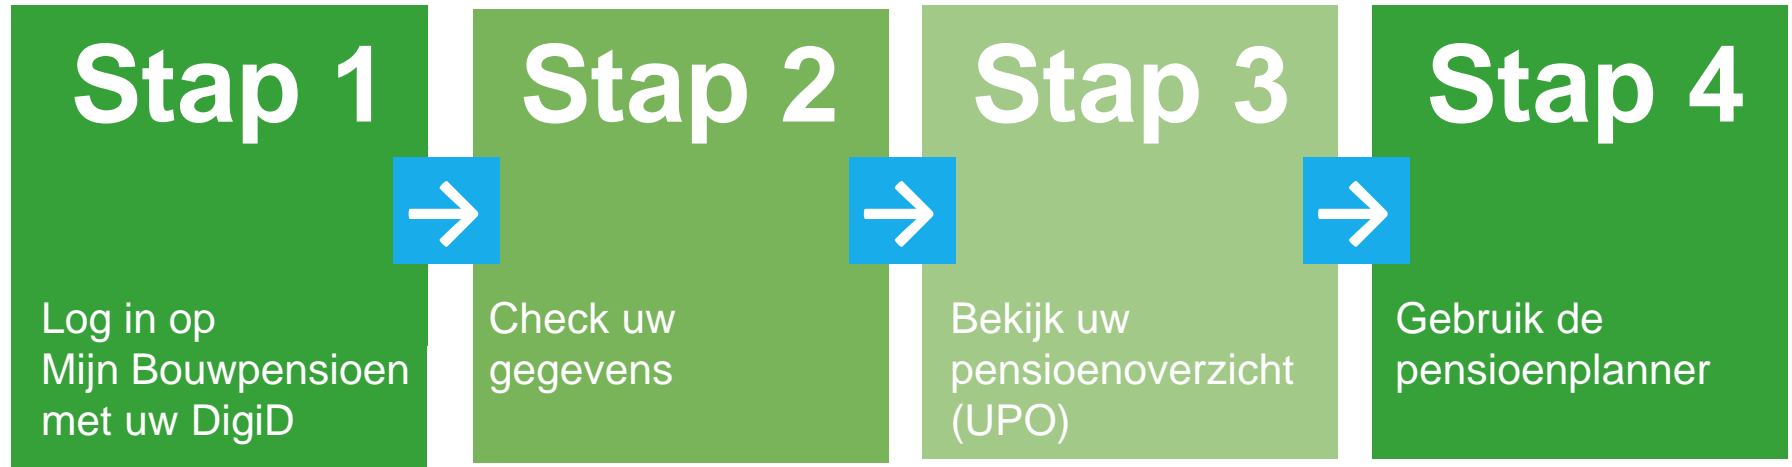 Stap 1
Log in op
Mijn Bouwpensioen
met uw DigiD
Stap 2
Check uw
gegevens
Stap 3
Bekijk uw
pensioenoverzicht
(UPO)
Stap 4
Gebruik de
pensioenplanner